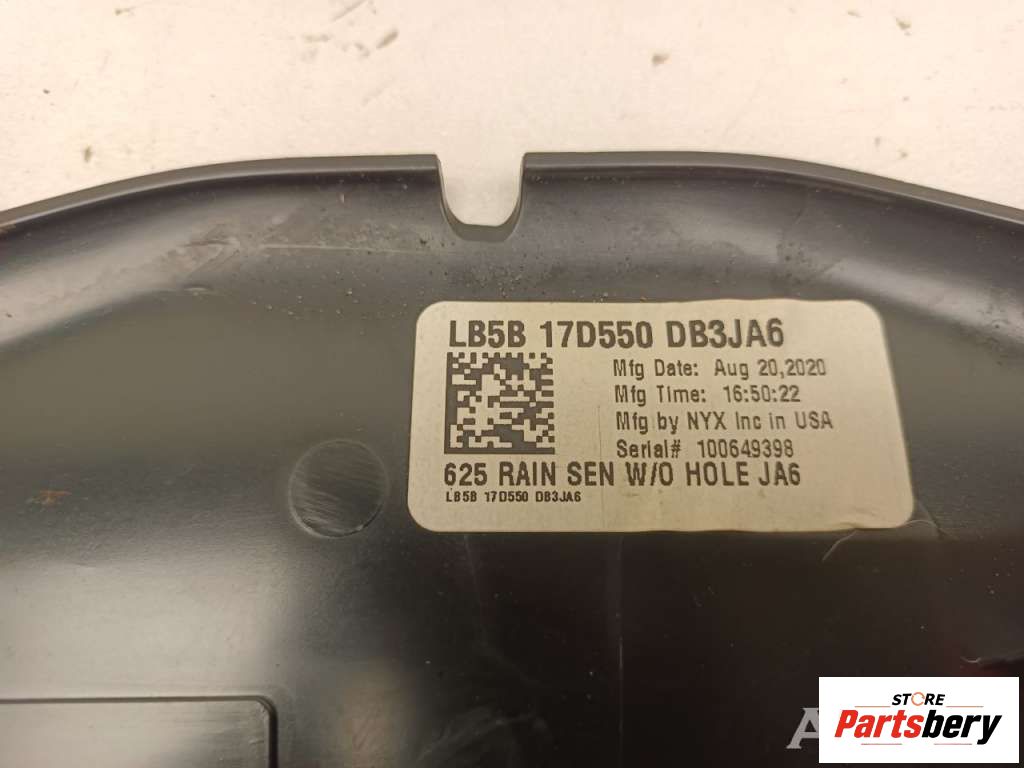 LB5B 17D550 DB3JA6
Mfg Date: Aug 20,2020
Mfg Time: 16:50:22
Mfg by NYX Inc in USA
Serial# 100649398
625 RAIN SEN W/O HOLE JA6
LB5B 17D550 DB3JA6
STORE
Partsbery